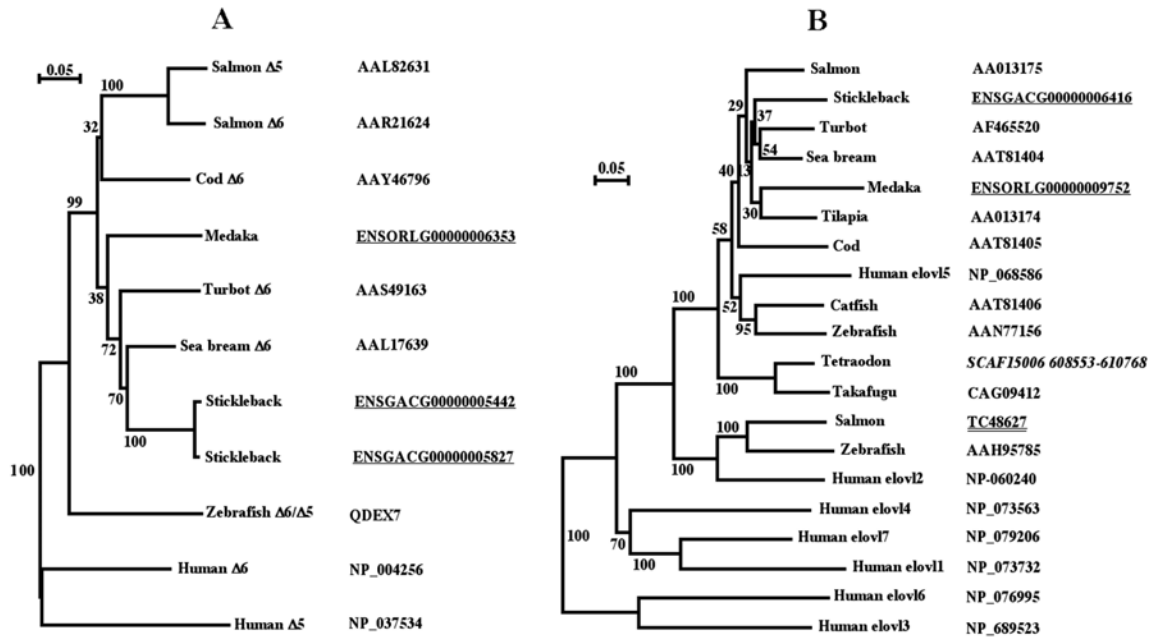 A
0.05
100
Salmon Δ5 AAL82631
Salmon Δ6 AAR21624
32
Cod Δ6 AAY46796
99
Medaka ENSORLG00000006353
38
Turbot Δ6 AAS49163
72
Sea bream Δ6 AAL17639
70
Stickleback ENSGACG00000005442
100
Stickleback ENSGACG00000005827
100
Zebrafish Δ6/Δ5 QDEX7
Human Δ6 NP_004256
Human Δ5 NP_037534
B
0.05
Salmon AA013175
29
Stickleback ENSGACG00000006416
37
Turbot AF465520
54
Sea bream AAT81404
40
13
Medaka ENSORLG00000009752
30
Tilapia AA013174
58
Cod AAT81405
Human elovl5 NP_068586
52
Catfish AAT81406
95
Zebrafish AAN77156
100
Tetraodon SCAF15006 608553-610768
100
Takafugu CAG09412
100
Salmon TC48627
100
Zebrafish AAH95785
100
Human elovl2 NP-060240
Human elovl4 NP_073563
100
70
Human elovl7 NP_079206
100
Human elovl1 NP_073732
Human elovl6 NP_076995
Human elovl3 NP_689523